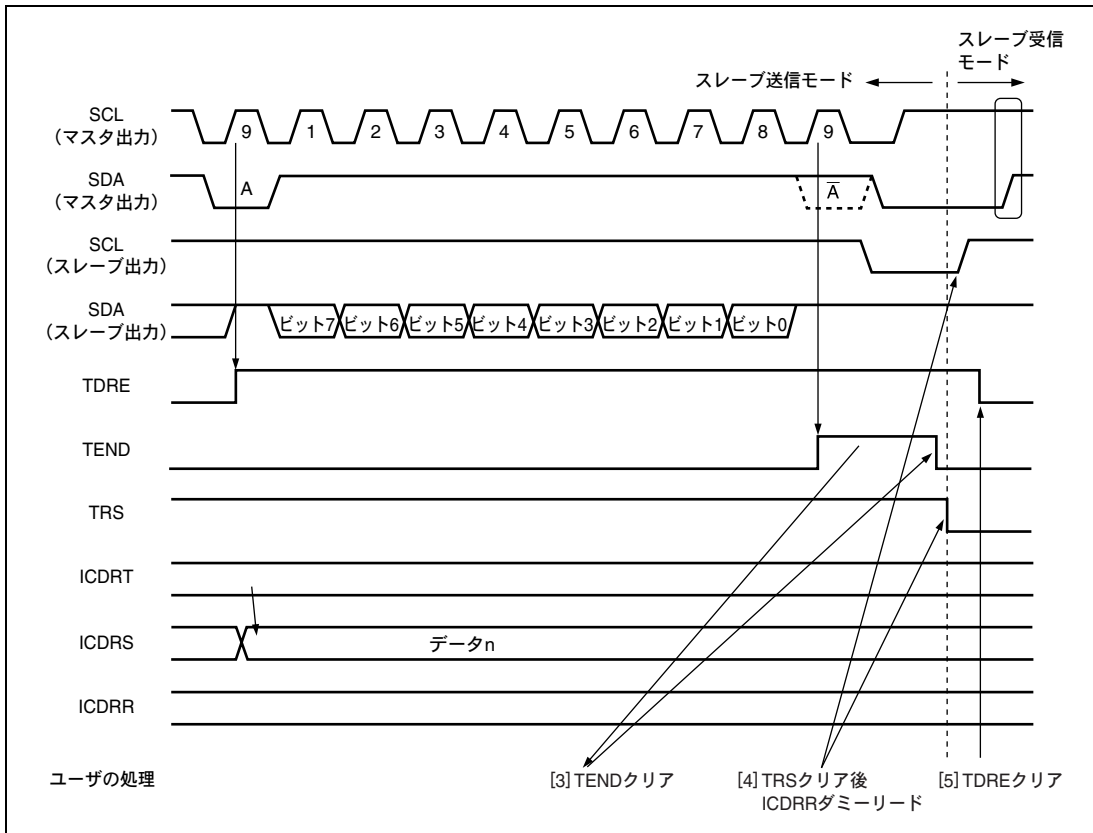 スレーブ受信
モード
スレーブ送信モード
SCL
(マスタ出力)
9 1 2 3 4 5 6 7 8 9
SDA
(マスタ出力)
A
A̅
SCL
(スレーブ出力)
SDA
(スレーブ出力)
ビット7 ビット6 ビット5 ビット4 ビット3 ビット2 ビット1 ビット0
TDRE
TEND
TRS
ICDRT
ICDRS
データn
ICDRR
ユーザの処理
[3] TENDクリア
[4] TRSクリア後
ICDRRダミーリード
[5] TDREクリア